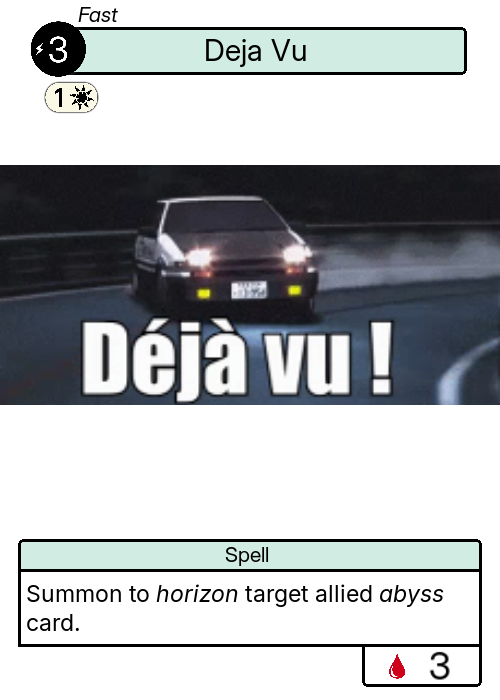 Fast
3
Deja Vu
1
Déjà vu !
Spell
Summon to horizon target allied abyss
card.
3